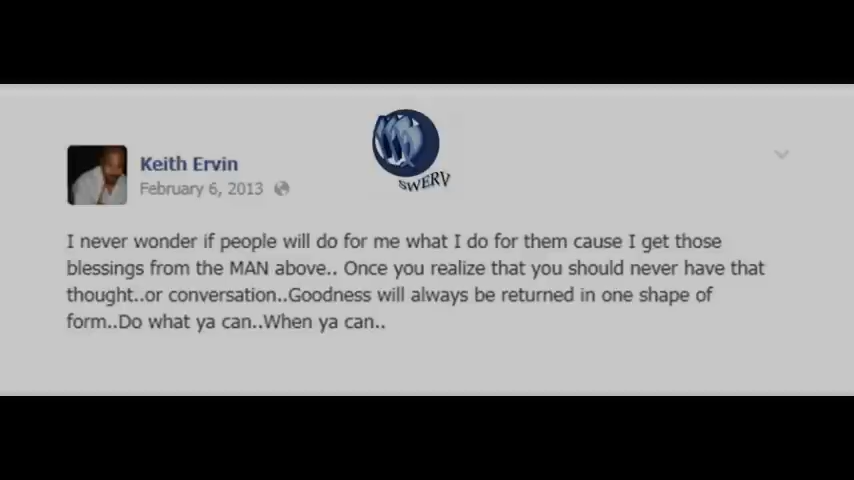 SWERV
Keith Ervin
February 6, 2013
I never wonder if people will do for me what I do for them cause I get those
blessings from the MAN above.. Once you realize that you should never have that
thought..or conversation..Goodness will always be returned in one shape of
form..Do what ya can..When ya can..